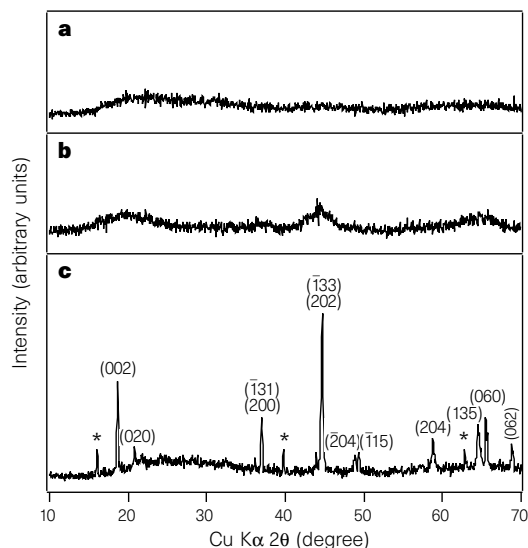 a
b
c
(1̄33)
(202)
(002)
(1̄31)
(200)
*
(020)
*
(2̄04)
(1̄15)
(204)
*
(135)
(060)
(062)
10 20 30 40 50 60 70
Cu Kα 2θ (degree)
Intensity (arbitrary units)